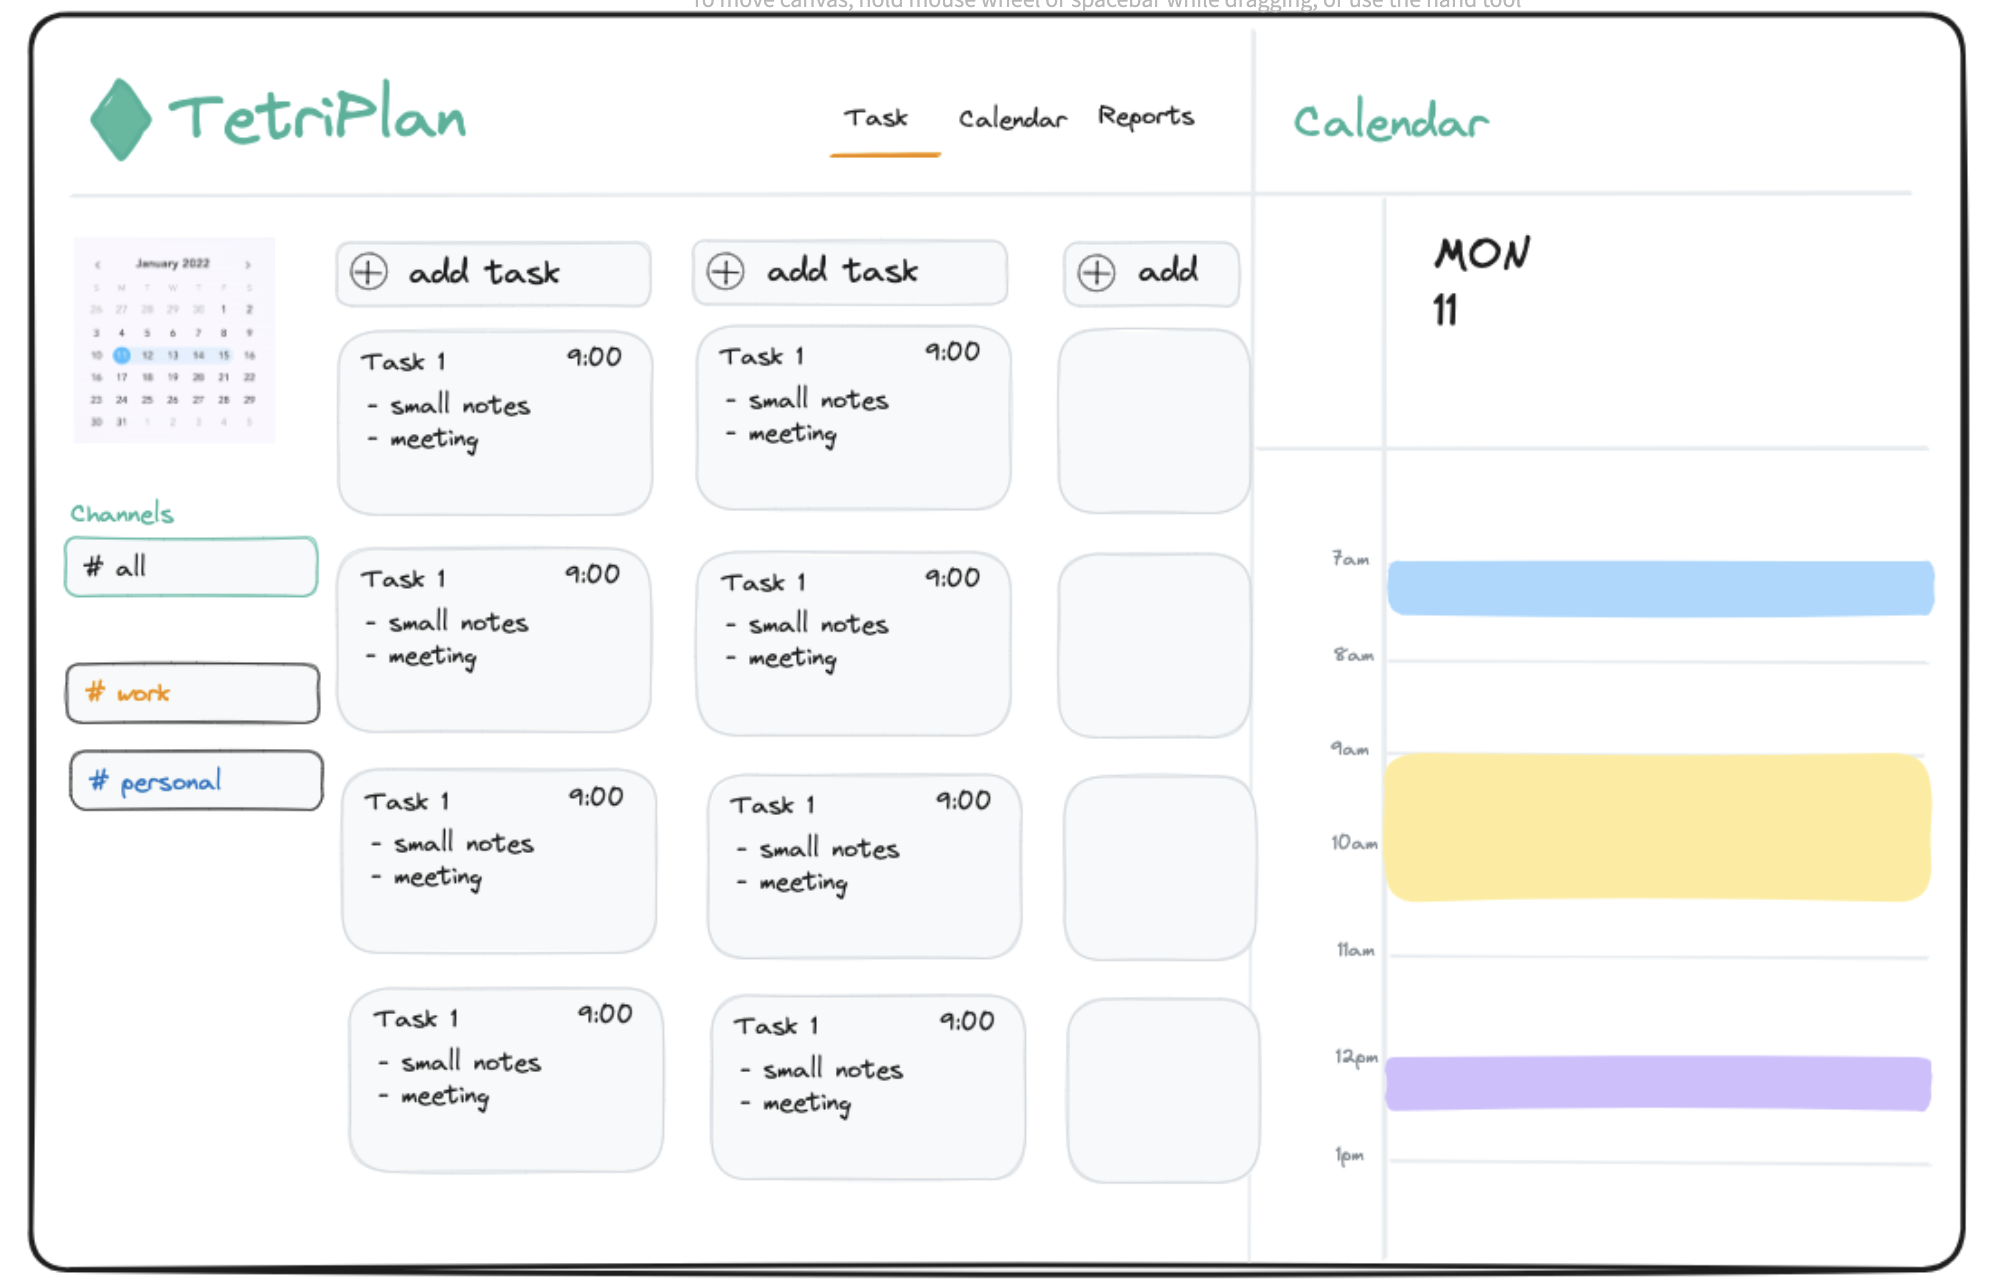 To move canvas, hold mouse wheel or spacebar while dragging, or use the hand tool
TetriPlan
Task Calendar Reports
Calendar
January 2022
S M T W T F S
26 27 28 29 30 1 2
3 4 5 6 7 8 9
10 11 12 13 14 15 16
16 17 18 19 20 21 22
23 24 25 26 27 28 29
30 31 1 2 3 4 5
Channels
# all
# work
# personal
add task
Task 1 9:00
- small notes
- meeting
Task 1 9:00
- small notes
- meeting
Task 1 9:00
- small notes
- meeting
Task 1 9:00
- small notes
- meeting
add task
Task 1 9:00
- small notes
- meeting
Task 1 9:00
- small notes
- meeting
Task 1 9:00
- small notes
- meeting
Task 1 9:00
- small notes
- meeting
add
MON
11
7am
8am
9am
10am
11am
12pm
1pm